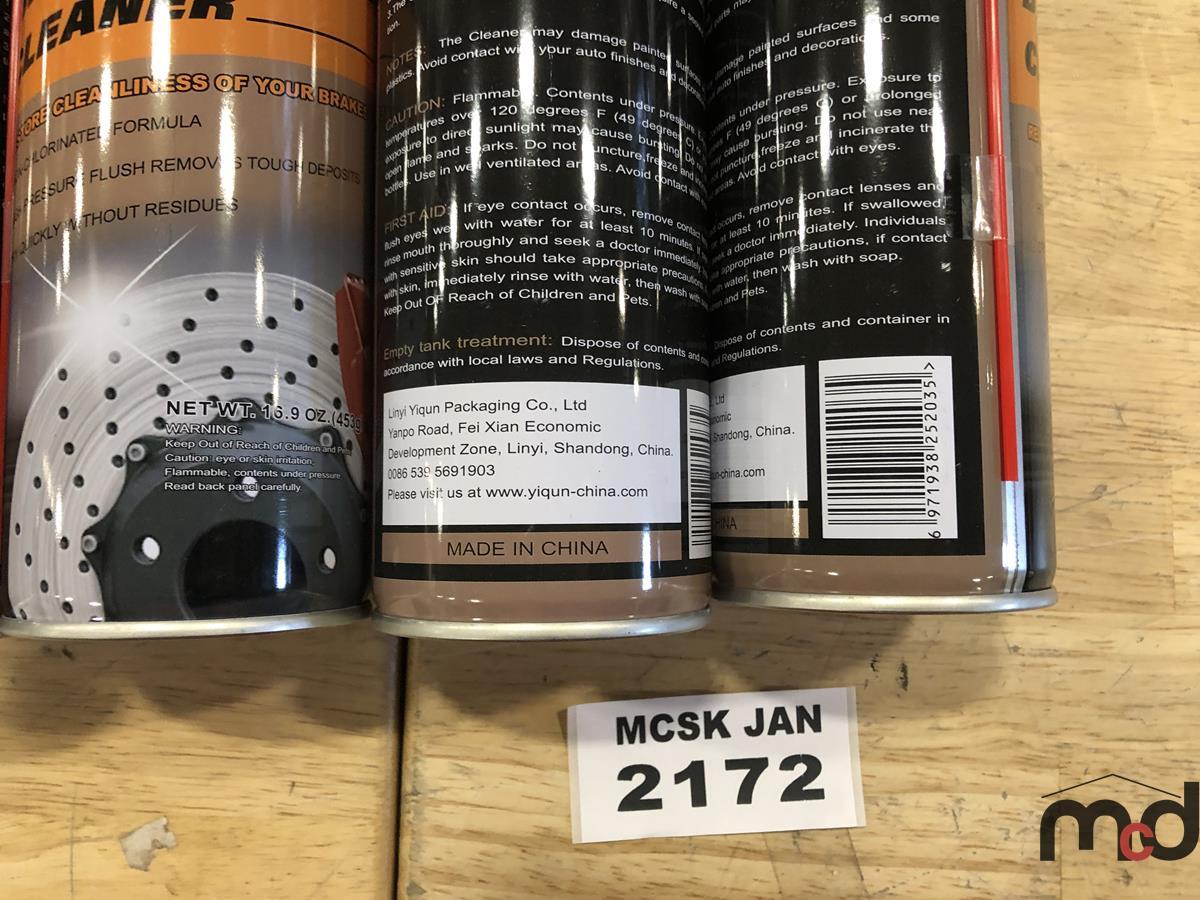 CLEANER
CLEANLINESS OF YOUR BRAKE
FORMULA
PRESSURE FLUSH REMOVES TOUGH DEPOSITS
QUICKLY WITHOUT RESIDUES
NET WT. 16.9 OZ. (453g
WARNING:
Keep Out of Reach of Children and Pets
Caution: eye or skin irritation.
Flammable, contents under pressure.
Read back panel carefully.
NOTES: The Cleaner may damage painted
plastics. Avoid contact with your auto finishes and
CAUTION: Flammable. Contents under pressure.
temperatures over 120 degrees F (49 degrees C)
exposure to direct sunlight may cause bursting. Do
open flame and sparks. Do not puncture,freeze and
bottles. Use in well ventilated areas. Avoid contact with
FIRST AID: If eye contact occurs, remove contact
flush eyes well with water for at least 10 minutes.
rinse mouth thoroughly and seek a doctor immediately
with sensitive skin should take appropriate precautions
with skin, immediately rinse with water, then wash with
Keep Out OF Reach of Children and Pets.
Empty tank treatment: Dispose of contents and
accordance with local laws and Regulations.
Linyi Yiqun Packaging Co., Ltd
Yanpo Road, Fei Xian Economic
Development Zone, Linyi, Shandong, China.
0086 539 5691903
Please visit us at www.yiqun-china.com
MADE IN CHINA
damage painted surfaces and some
auto finishes and decorations.
under pressure. Exposure to
F (49 degrees C) or prolonged
cause bursting. Do not use near
not puncture,freeze and incinerate the
areas. Avoid contact with eyes.
occurs, remove contact lenses and
at least 10 minutes. If swallowed,
a doctor immediately. Individuals
appropriate precautions, if contact
with water, then wash with soap.
and Pets.
Dispose of contents and container in
and Regulations.
Ltd
Shandong, China.
un-china.com
6 971938 252035 >
MCSK JAN
2172
mcd